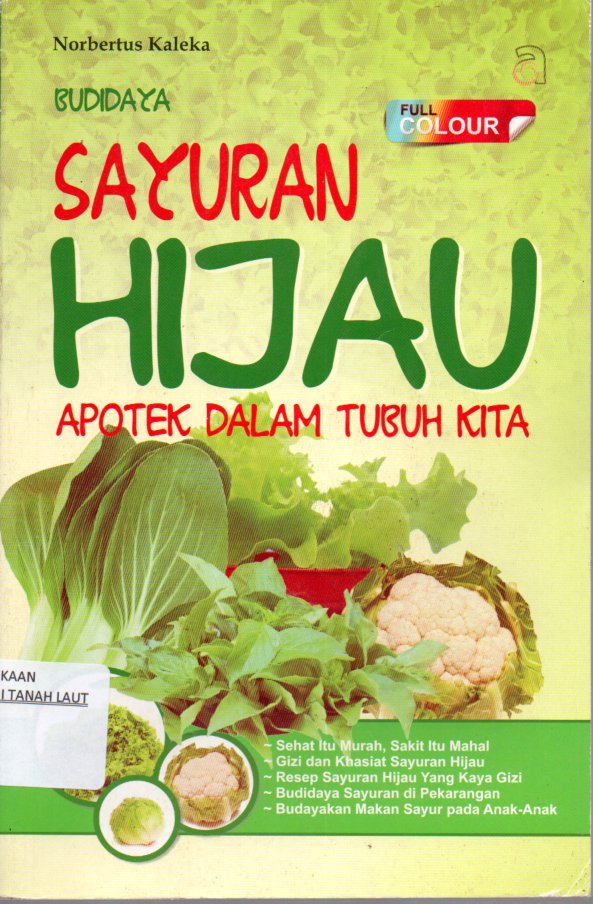 Norbertus Kaleka
a
BUDIDAYA
FULL
COLOUR
SAYURAN
HIJAU
APOTEK DALAM TUBUH KITA
KAAN
I TANAH LAUT
~ Sehat Itu Murah, Sakit Itu Mahal
~ Gizi dan Khasiat Sayuran Hijau
~ Resep Sayuran Hijau Yang Kaya Gizi
~ Budidaya Sayuran di Pekarangan
~ Budayakan Makan Sayur pada Anak-Anak